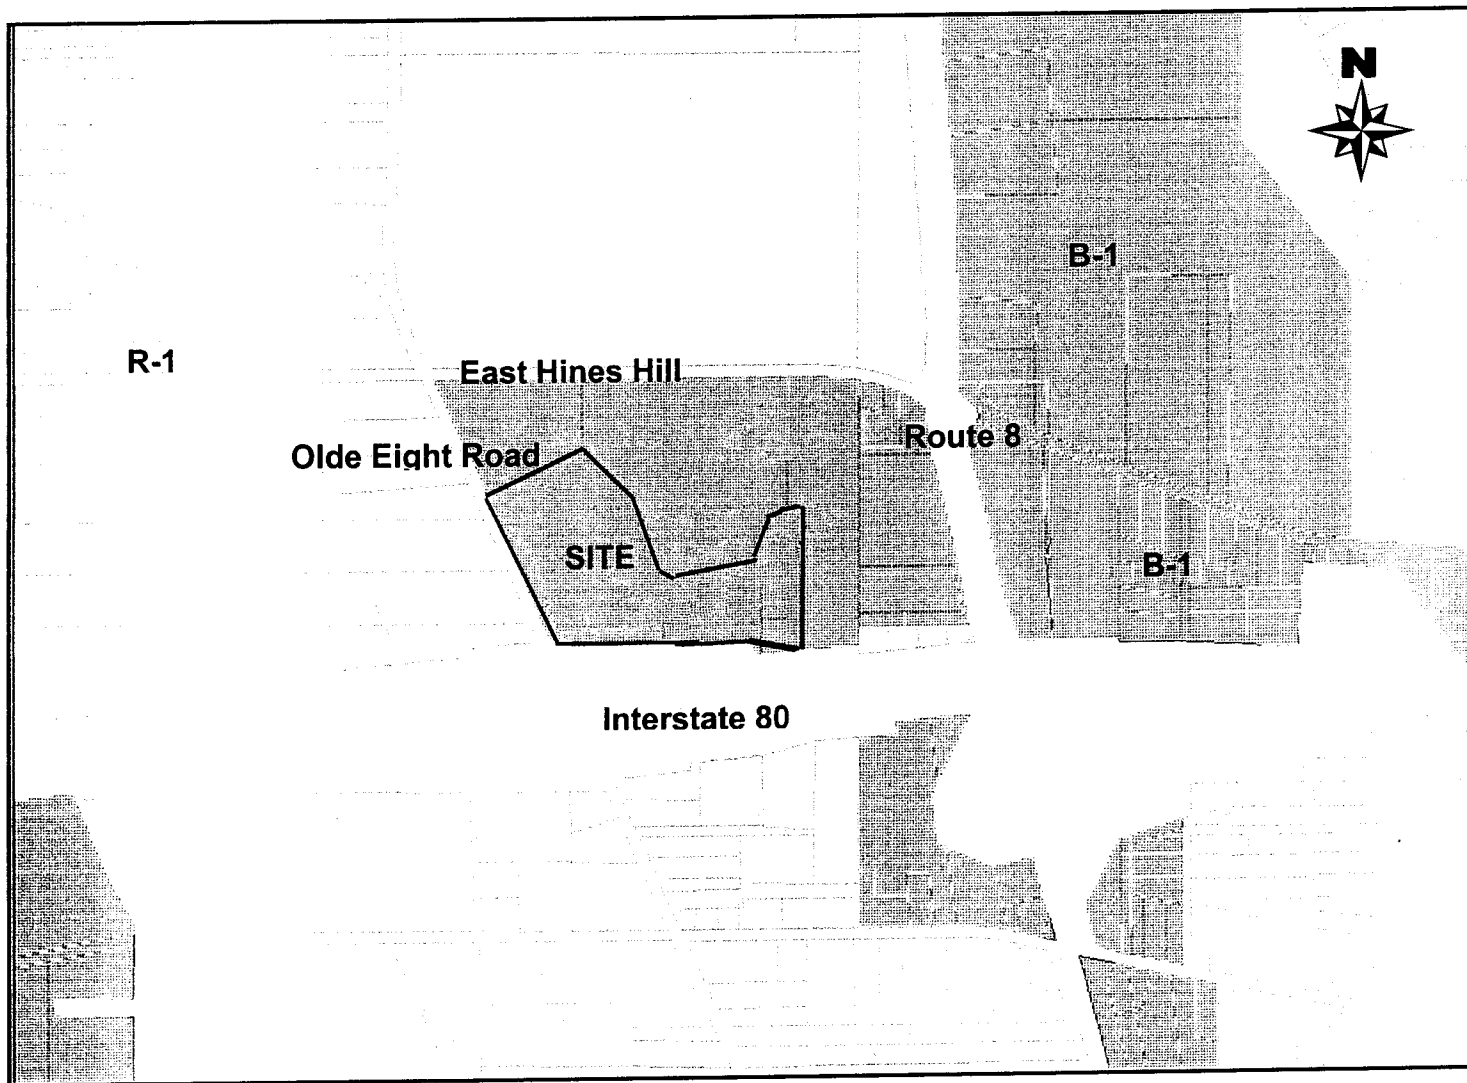 N
B-1
R-1
East Hines Hill
Route 8
Olde Eight Road
SITE
B-1
Interstate 80